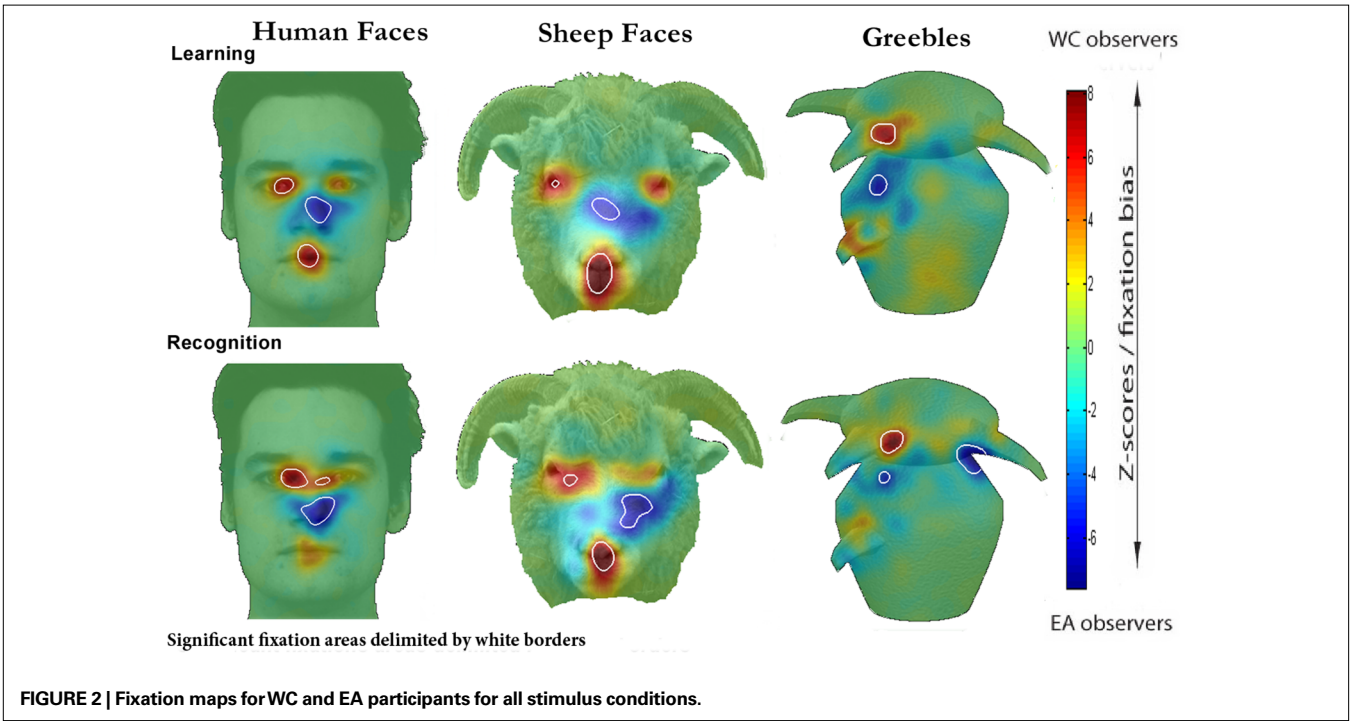 Human Faces
Sheep Faces
Greebles
WC observers
Learning
8
6
4
2
0
-2
-4
-6
Z-scores / fixation bias
Recognition
EA observers
Significant fixation areas delimited by white borders
FIGURE 2 | Fixation maps for WC and EA participants for all stimulus conditions.